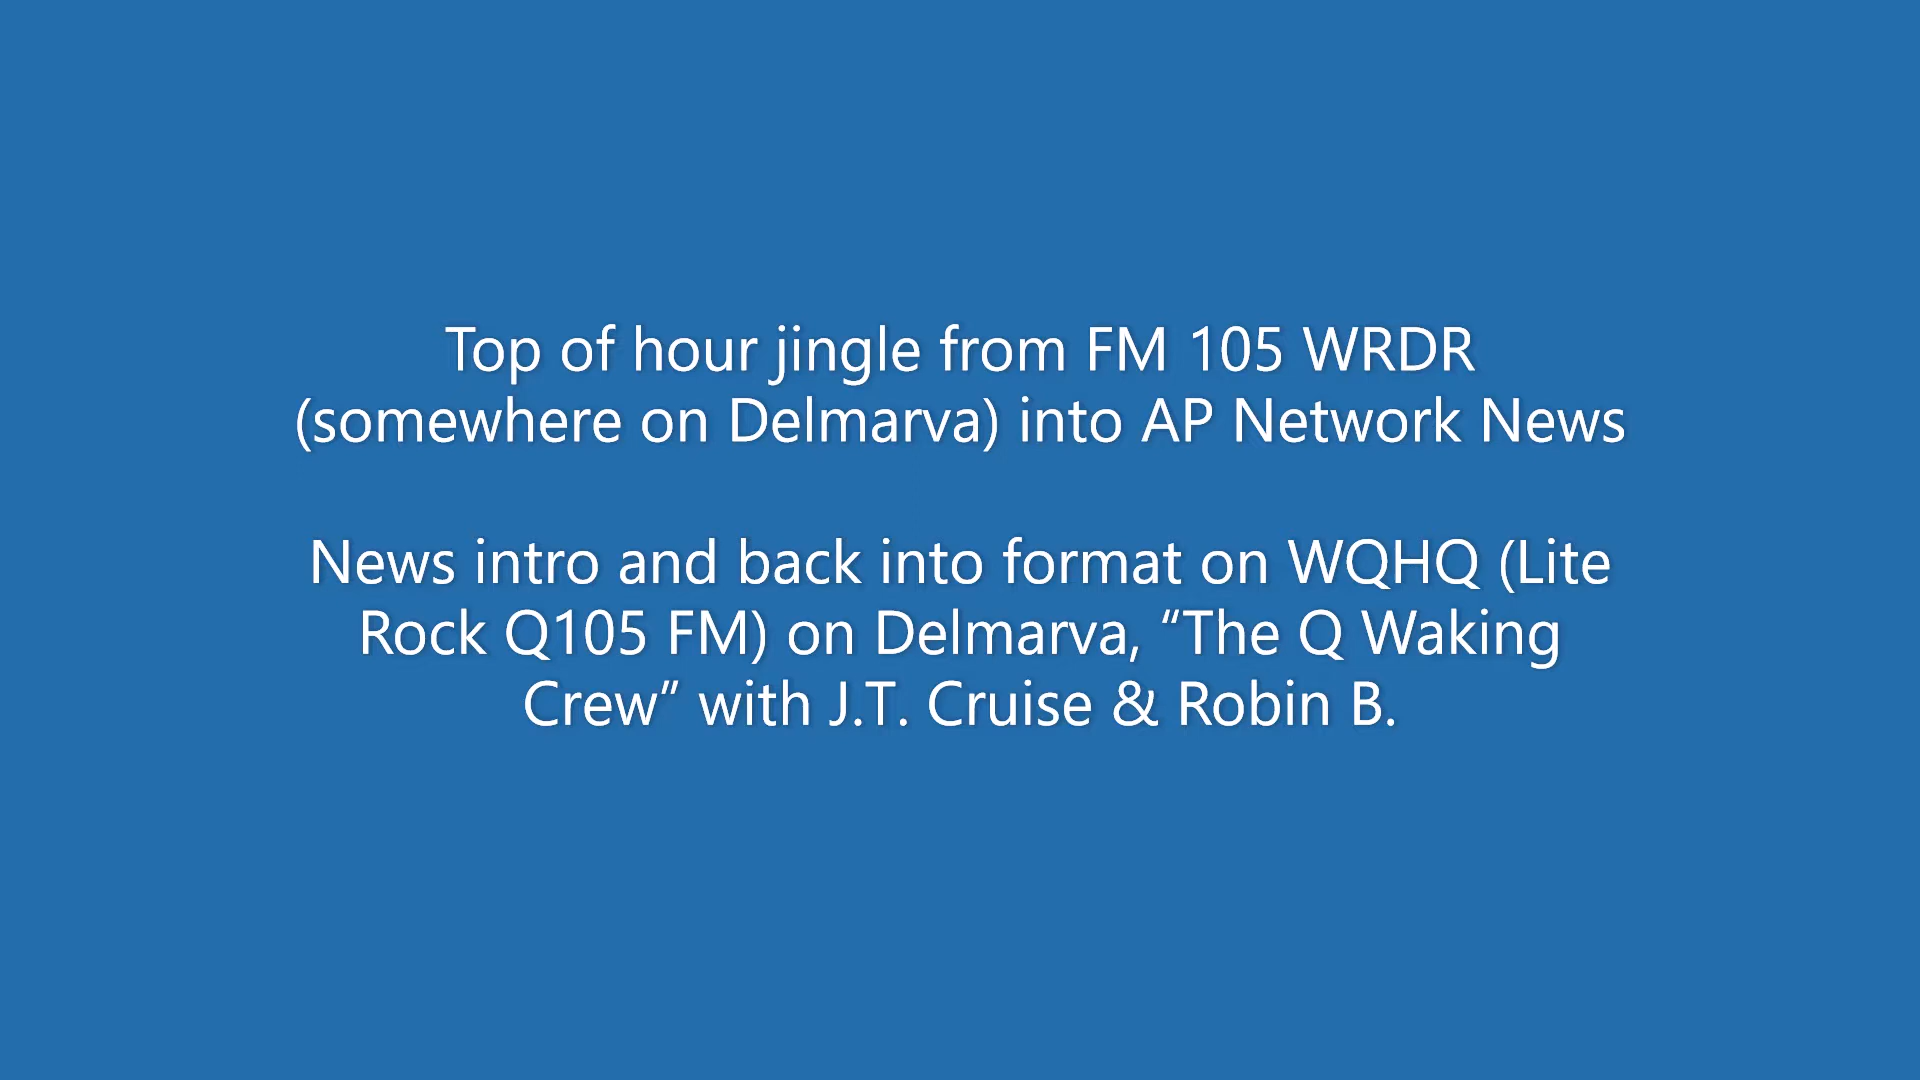 Top of hour jingle from FM 105 WRDR
(somewhere on Delmarva) into AP Network News
News intro and back into format on WQHQ (Lite
Rock Q105 FM) on Delmarva, “The Q Waking
Crew” with J.T. Cruise & Robin B.